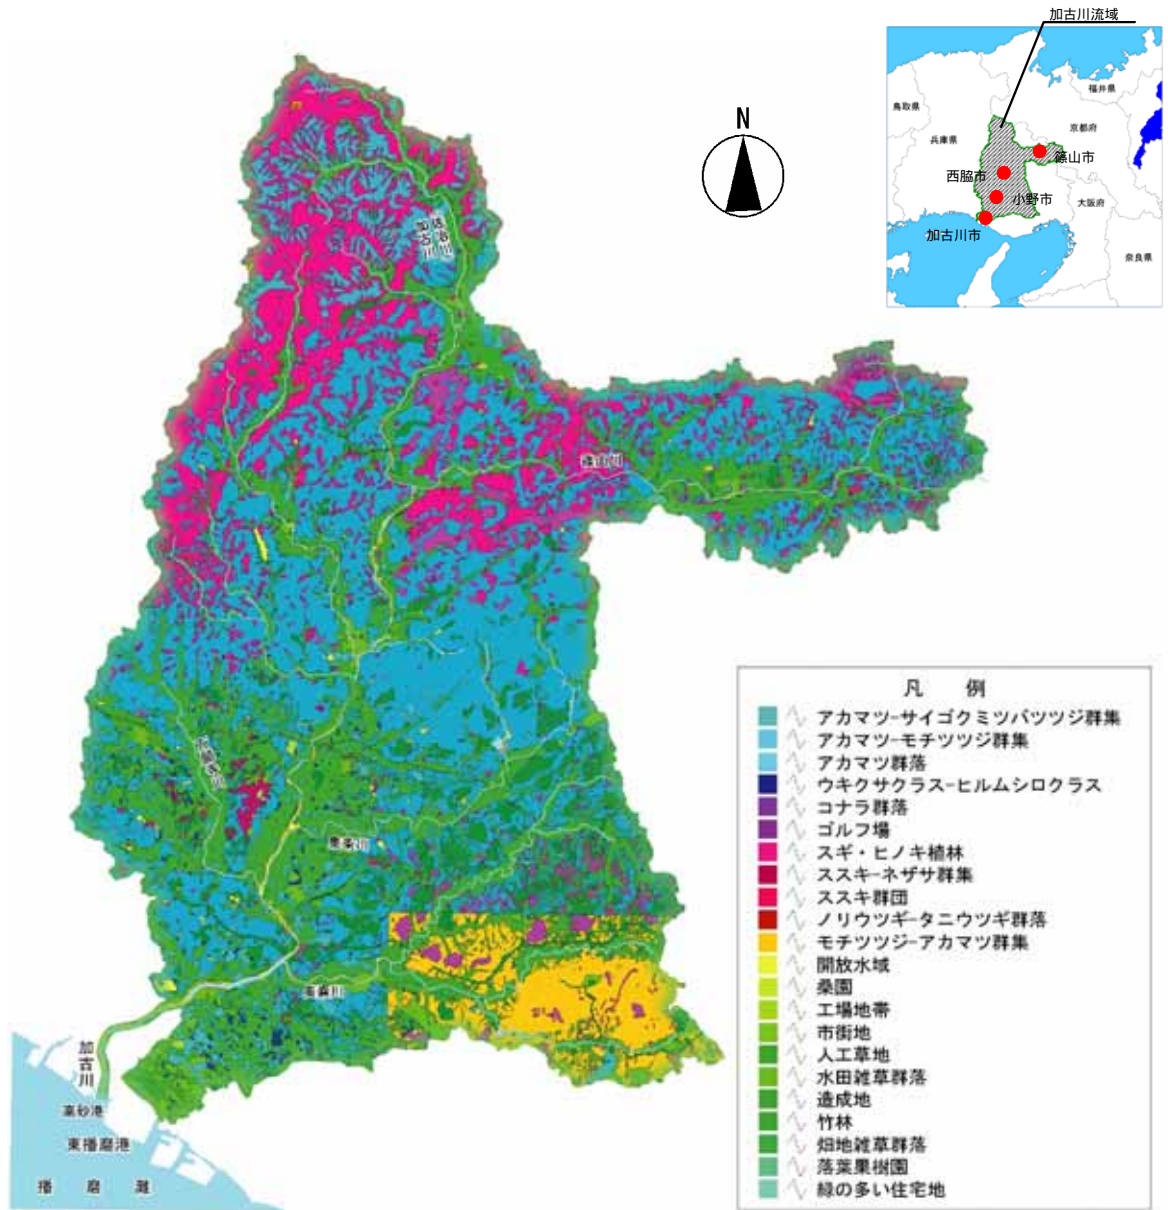 加古川流域
鳥取県
福井県
兵庫県
京都府
篠山市
西脇市
小野市
大阪府
加古川市
奈良県
N
加古川
佐治川
篠山川
東条川
美嚢川
加古川
高砂港
東播磨港
播磨灘
凡 例
アカマツ-サイゴクミツバツツジ群集
アカマツ-モチツツジ群集
アカマツ群落
ウキクサクラス-ヒルムシロクラス
コナラ群落
ゴルフ場
スギ・ヒノキ植林
ススキ-ネザサ群集
ススキ群団
ノリウツギ-タニウツギ群落
モチツツジ-アカマツ群集
開放水域
桑園
工場地帯
市街地
人工草地
水田雑草群落
造成地
竹林
畑地雑草群落
落葉果樹園
緑の多い住宅地